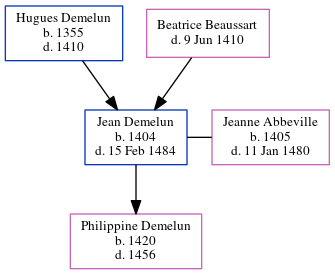 Hugues Demelun
b. 1355
d. 1410
Beatrice Beaussart
d. 9 Jun 1410
Jean Demelun
b. 1404
d. 15 Feb 1484
Jeanne Abbeville
b. 1405
d. 11 Jan 1480
Philippine Demelun
b. 1420
d. 1456